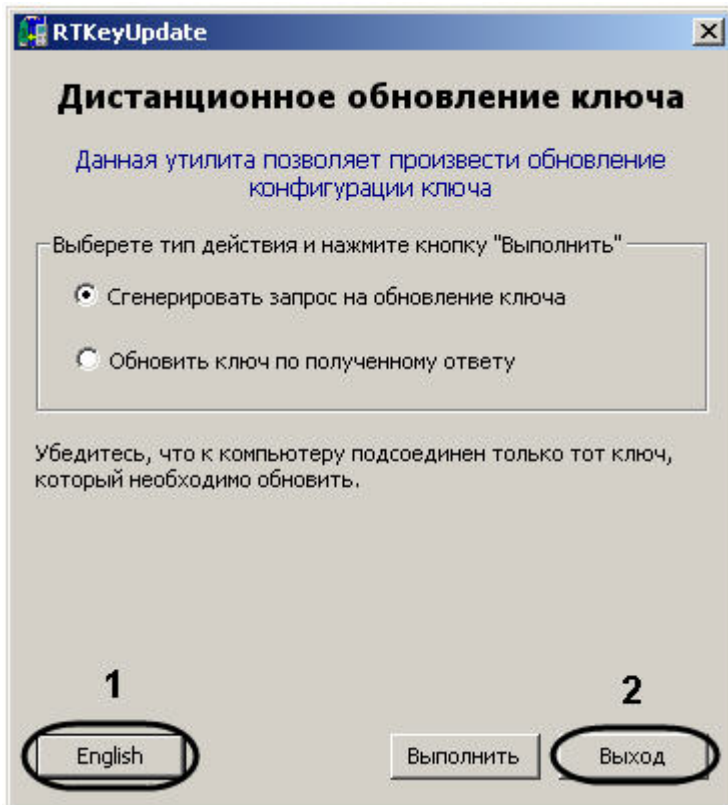 RTKeyUpdate
Дистанционное обновление ключа
Данная утилита позволяет произвести обновление
конфигурации ключа
Выберете тип действия и нажмите кнопку "Выполнить"
Сгенерировать запрос на обновление ключа
Обновить ключ по полученному ответу
Убедитесь, что к компьютеру подсоединен только тот ключ,
который необходимо обновить.
1
2
English
Выполнить
Выход